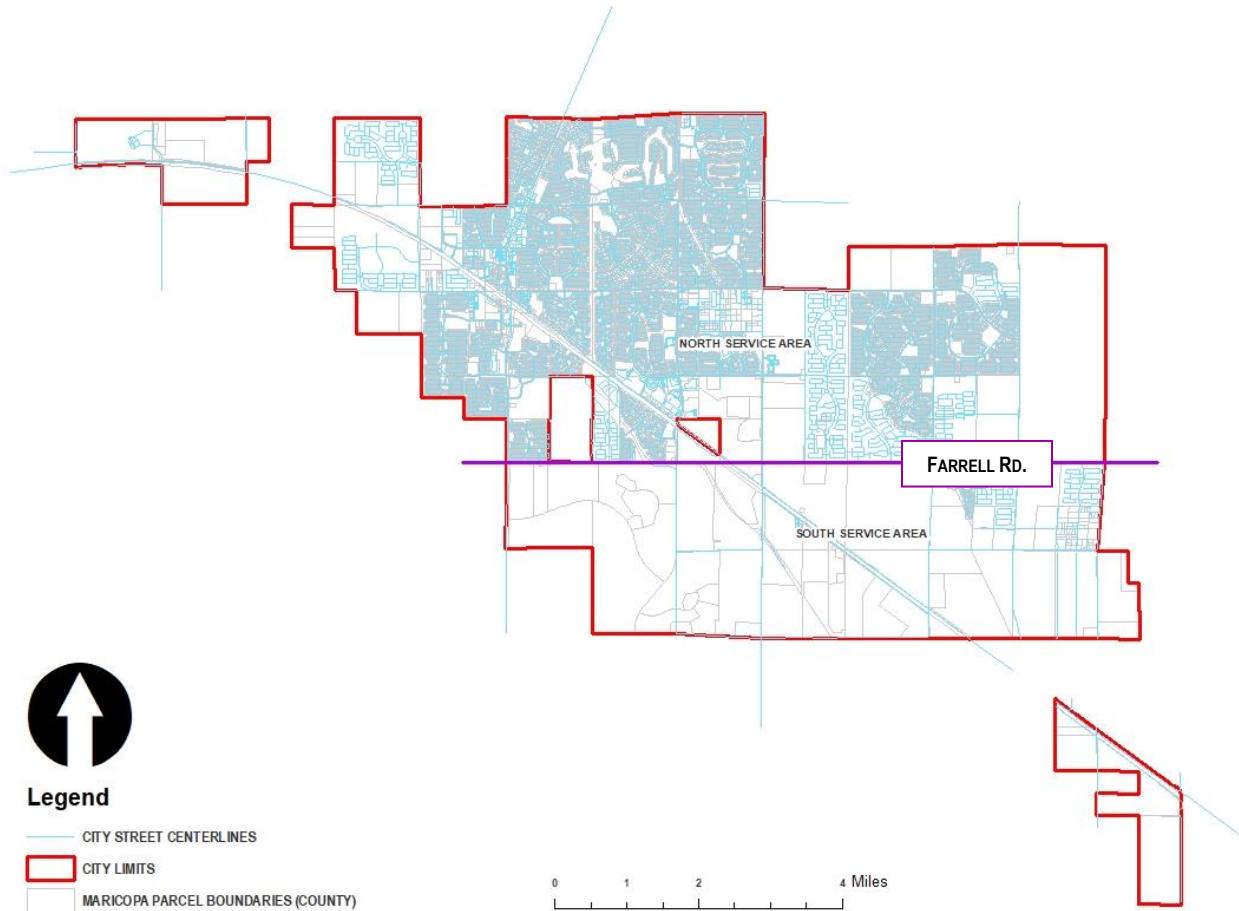 NORTH SERVICE AREA
FARRELL RD.
SOUTH SERVICE AREA
Legend
CITY STREET CENTERLINES
CITY LIMITS
MARICOPA PARCEL BOUNDARIES (COUNTY)
0 1 2 4 Miles